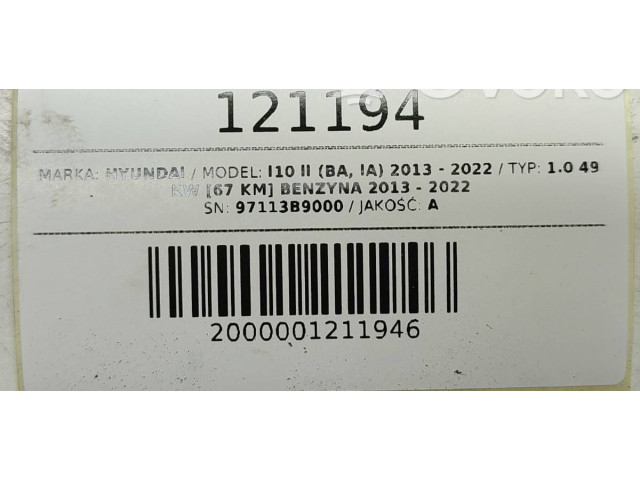 121194
MARKA: HYUNDAI / MODEL: I10 II (BA, IA) 2013 - 2022 / TYP: 1.0 49
KW [67 KM] BENZYNA 2013 - 2022
SN: 97113B9000 / JAKOŚĆ: A
2000001211946